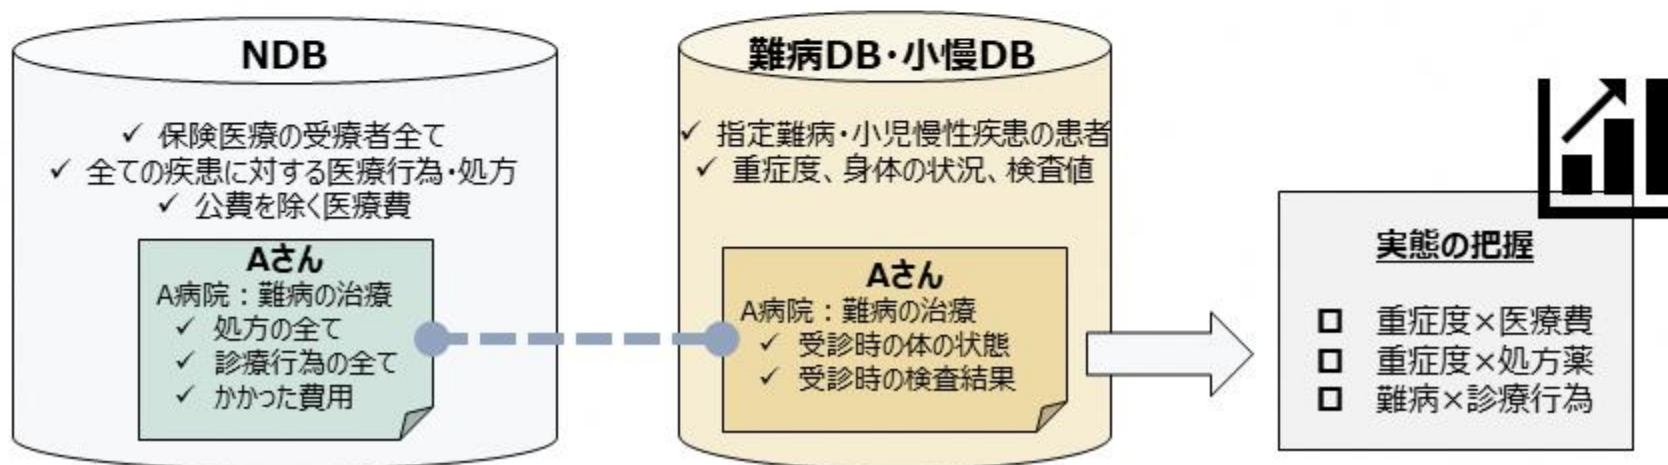 NDB
✓ 保険医療の受療者全て
✓ 全ての疾患に対する医療行為・処方
✓ 公費を除く医療費
Aさん
A病院：難病の治療
✓ 処方の全て
✓ 診療行為の全て
✓ かかった費用
難病DB・小慢DB
✓ 指定難病・小児慢性疾患の患者
✓ 重症度、身体の状況、検査値
Aさん
A病院：難病の治療
✓ 受診時の体の状態
✓ 受診時の検査結果
実態の把握
□ 重症度×医療費
□ 重症度×処方薬
□ 難病×診療行為